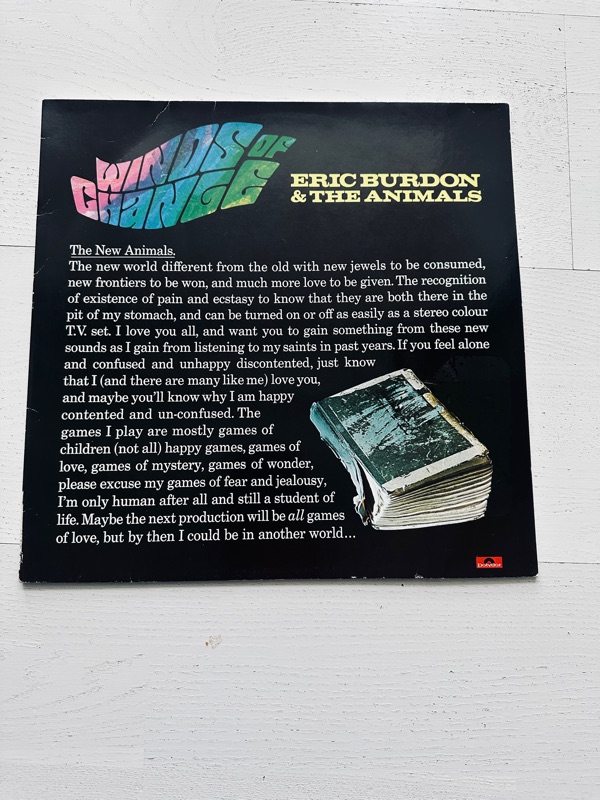 WINDS OF
CHANGE
ERIC BURDON
& THE ANIMALS
The New Animals.
The new world different from the old with new jewels to be consumed,
new frontiers to be won, and much more love to be given. The recognition
of existence of pain and ecstasy to know that they are both there in the
pit of my stomach, and can be turned on or off as easily as a stereo colour
T.V. set. I love you all, and want you to gain something from these new
sounds as I gain from listening to my saints in past years. If you feel alone
and confused and unhappy discontented, just know
that I (and there are many like me) love you,
and maybe you'll know why I am happy
contented and un-confused. The
games I play are mostly games of
children (not all) happy games, games of
love, games of mystery, games of wonder,
please excuse my games of fear and jealousy,
I'm only human after all and still a student of
life. Maybe the next production will be all games
of love, but by then I could be in another world...
polydor